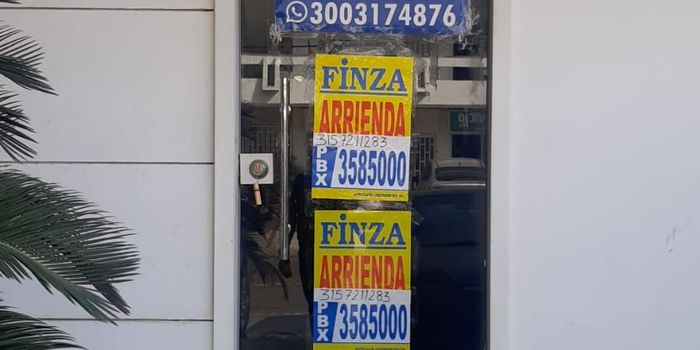 3003174876
FINZA
ARRIENDA
3157211283
PBX 3585000
FINZA
ARRIENDA
3157211283
PBX 3585000